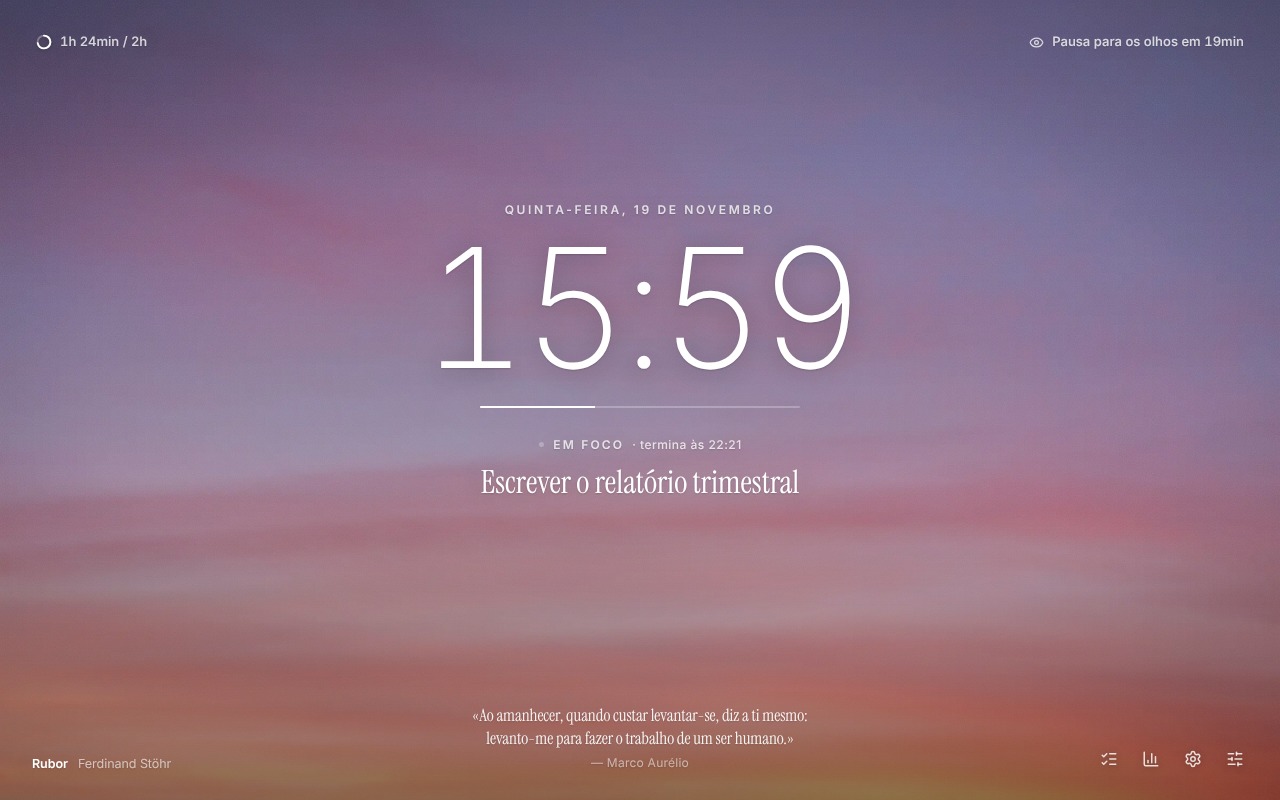 1h 24min / 2h
Pausa para os olhos em 19min
QUINTA-FEIRA, 19 DE NOVEMBRO
15:59
EM FOCO · termina às 22:21
Escrever o relatório trimestral
«Ao amanhecer, quando custar levantar-se, diz a ti mesmo:
levanto-me para fazer o trabalho de um ser humano.»
— Marco Aurélio
Rubor Ferdinand Stöhr